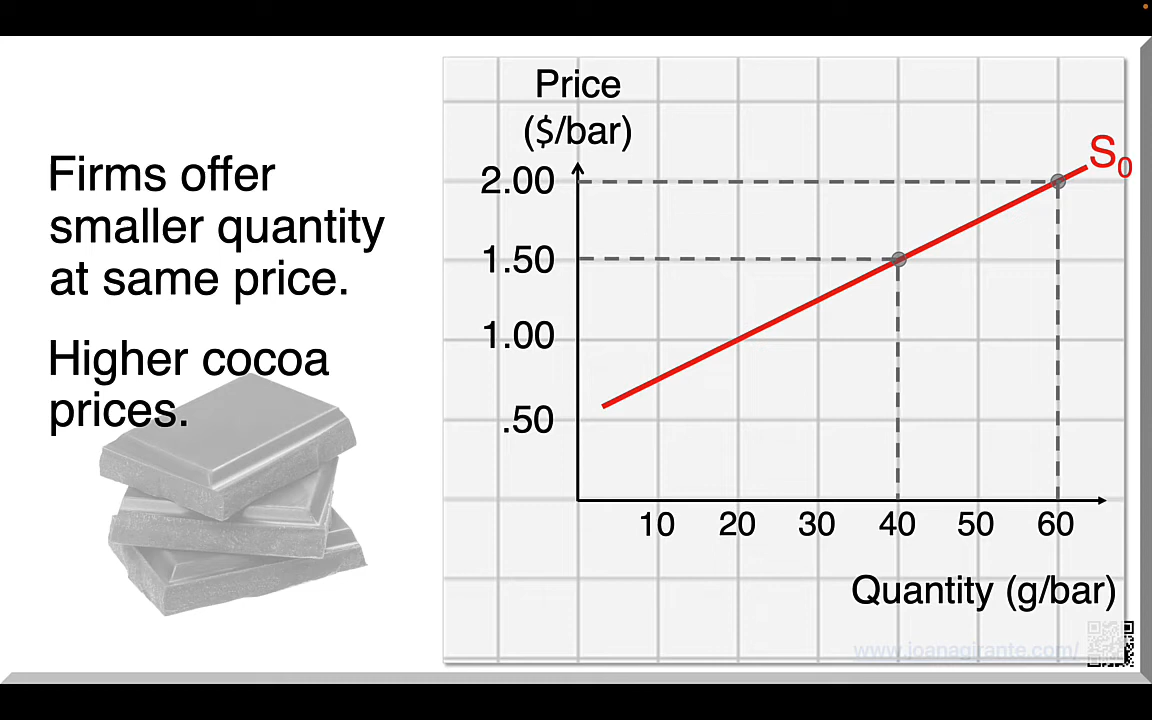 Firms offer
smaller quantity
at same price.
Higher cocoa
prices.
Price
($/bar)
S₀
2.00
1.50
1.00
.50
10 20 30 40 50 60
Quantity (g/bar)
www.joanagirante.com/